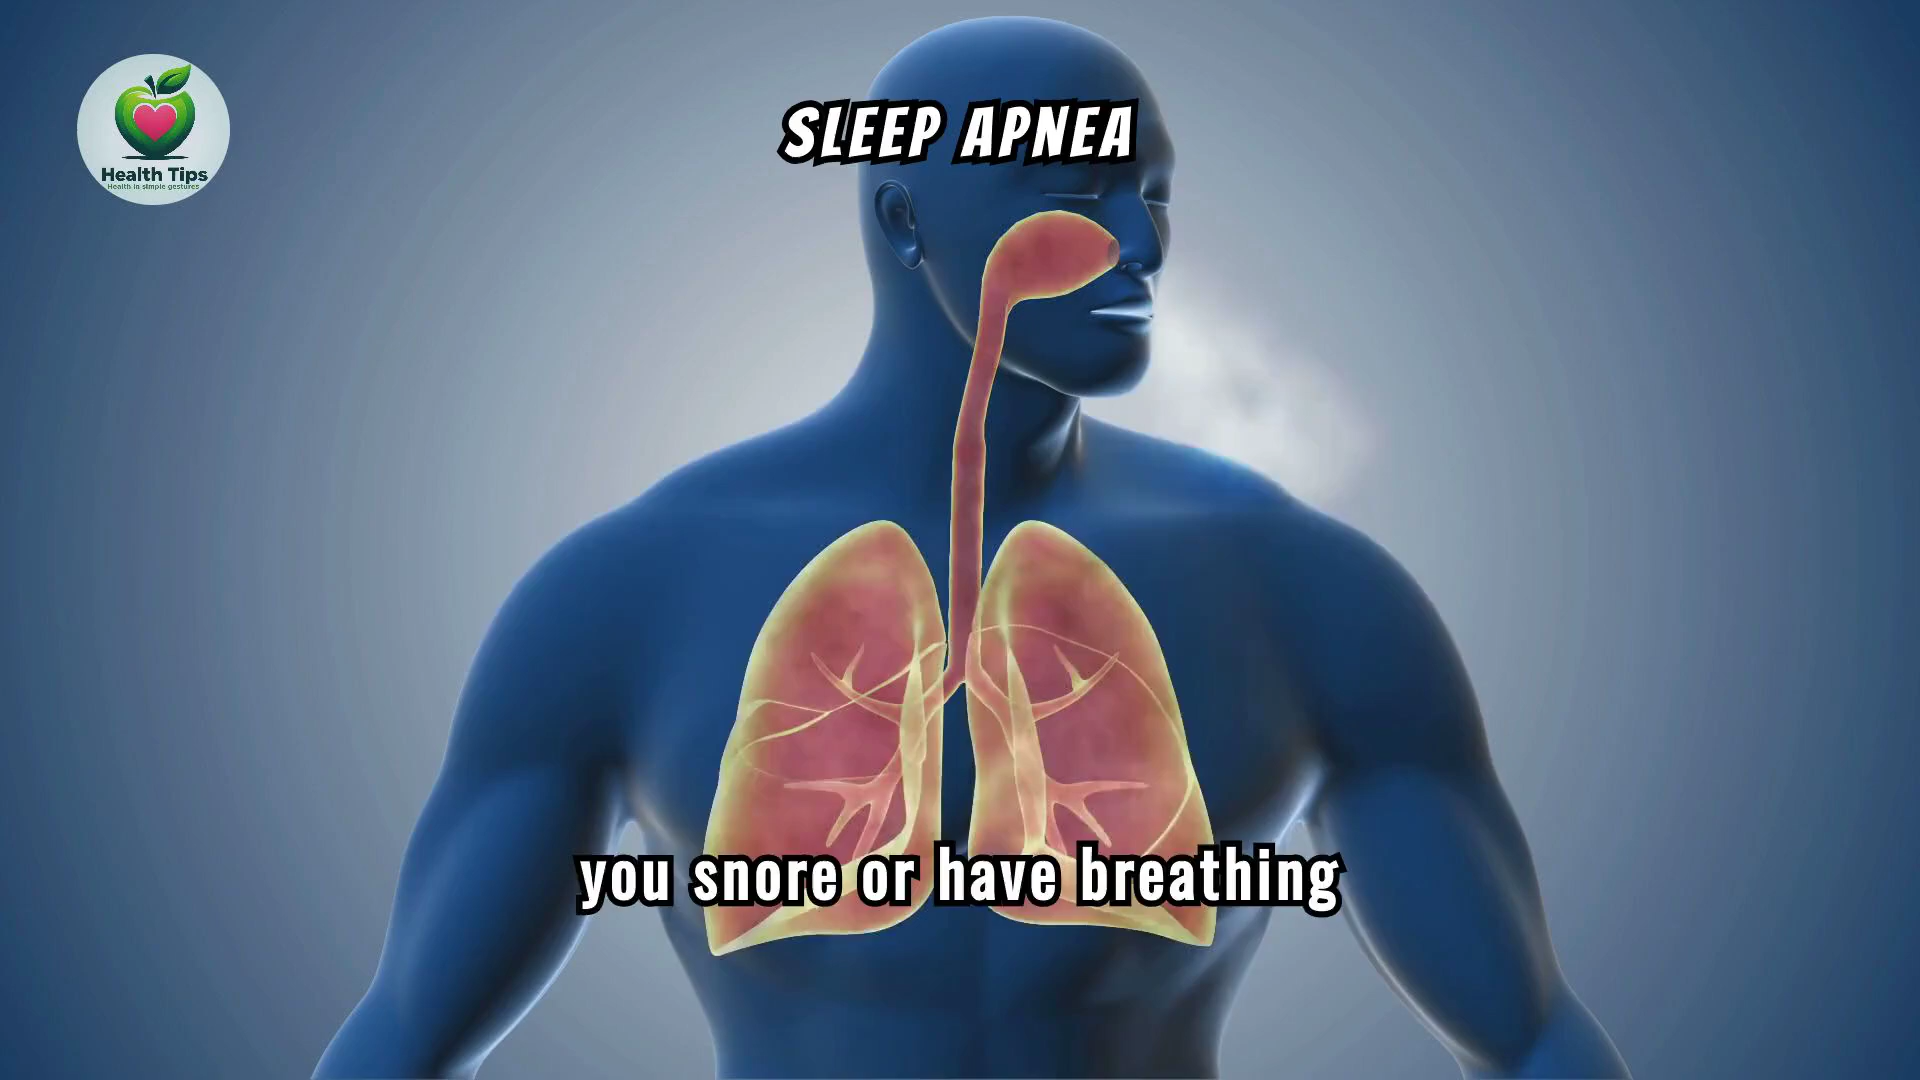 SLEEP APNEA
Health Tips
Health in simple gestures
you snore or have breathing